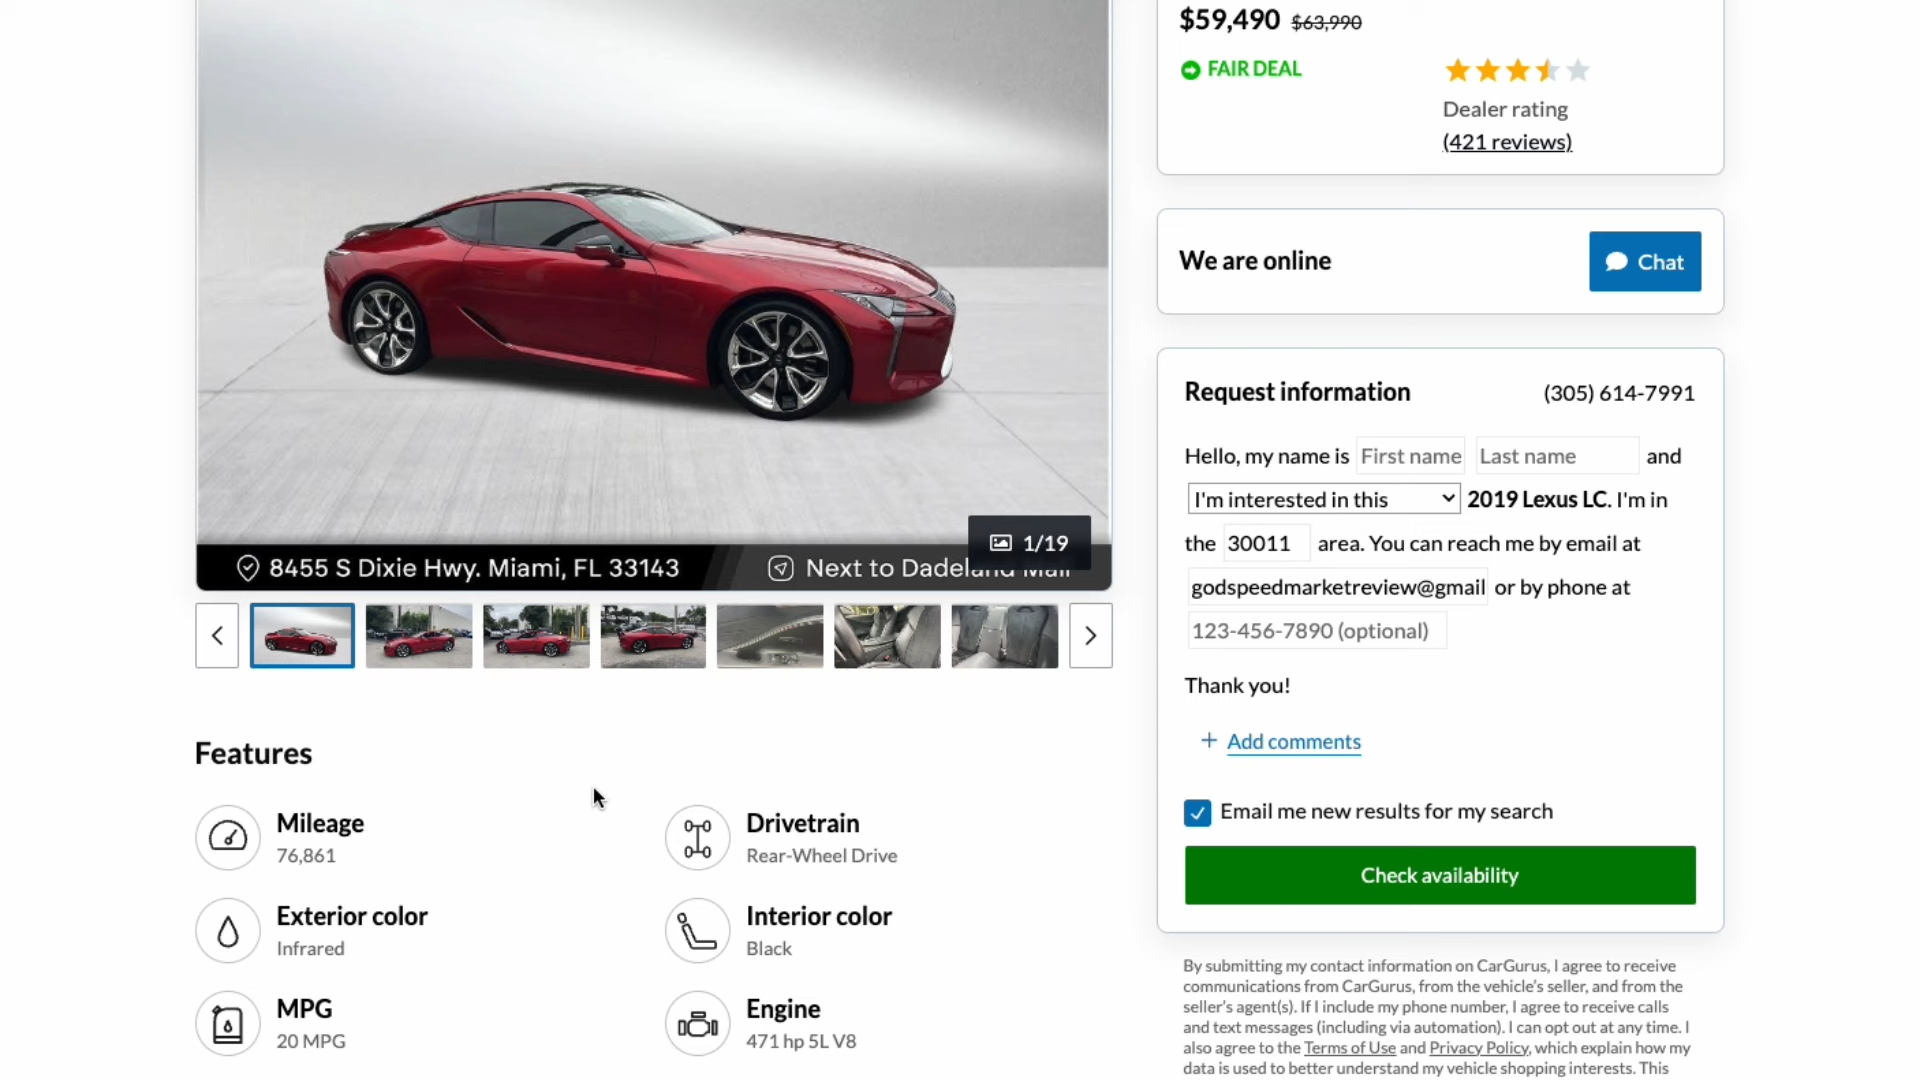 $59,490 $63,990
FAIR DEAL
Dealer rating
(421 reviews)
We are online
Chat
Request information (305) 614-7991
Hello, my name is First name Last name and
I'm interested in this 2019 Lexus LC. I'm in
the 30011 area. You can reach me by email at
godspeedmarketreview@gmail or by phone at
123-456-7890 (optional)
Thank you!
+ Add comments
Email me new results for my search
Check availability
By submitting my contact information on CarGurus, I agree to receive
communications from CarGurus, from the vehicle's seller, and from the
seller's agent(s). If I include my phone number, I agree to receive calls
and text messages (including via automation). I can opt out at any time. I
also agree to the Terms of Use and Privacy Policy, which explain how my
data is used to better understand my vehicle shopping interests. This
1/19
8455 S Dixie Hwy. Miami, FL 33143
Next to Dadeland Mall
Features
Mileage
76,861
Drivetrain
Rear-Wheel Drive
Exterior color
Infrared
Interior color
Black
MPG
20 MPG
Engine
471 hp 5L V8